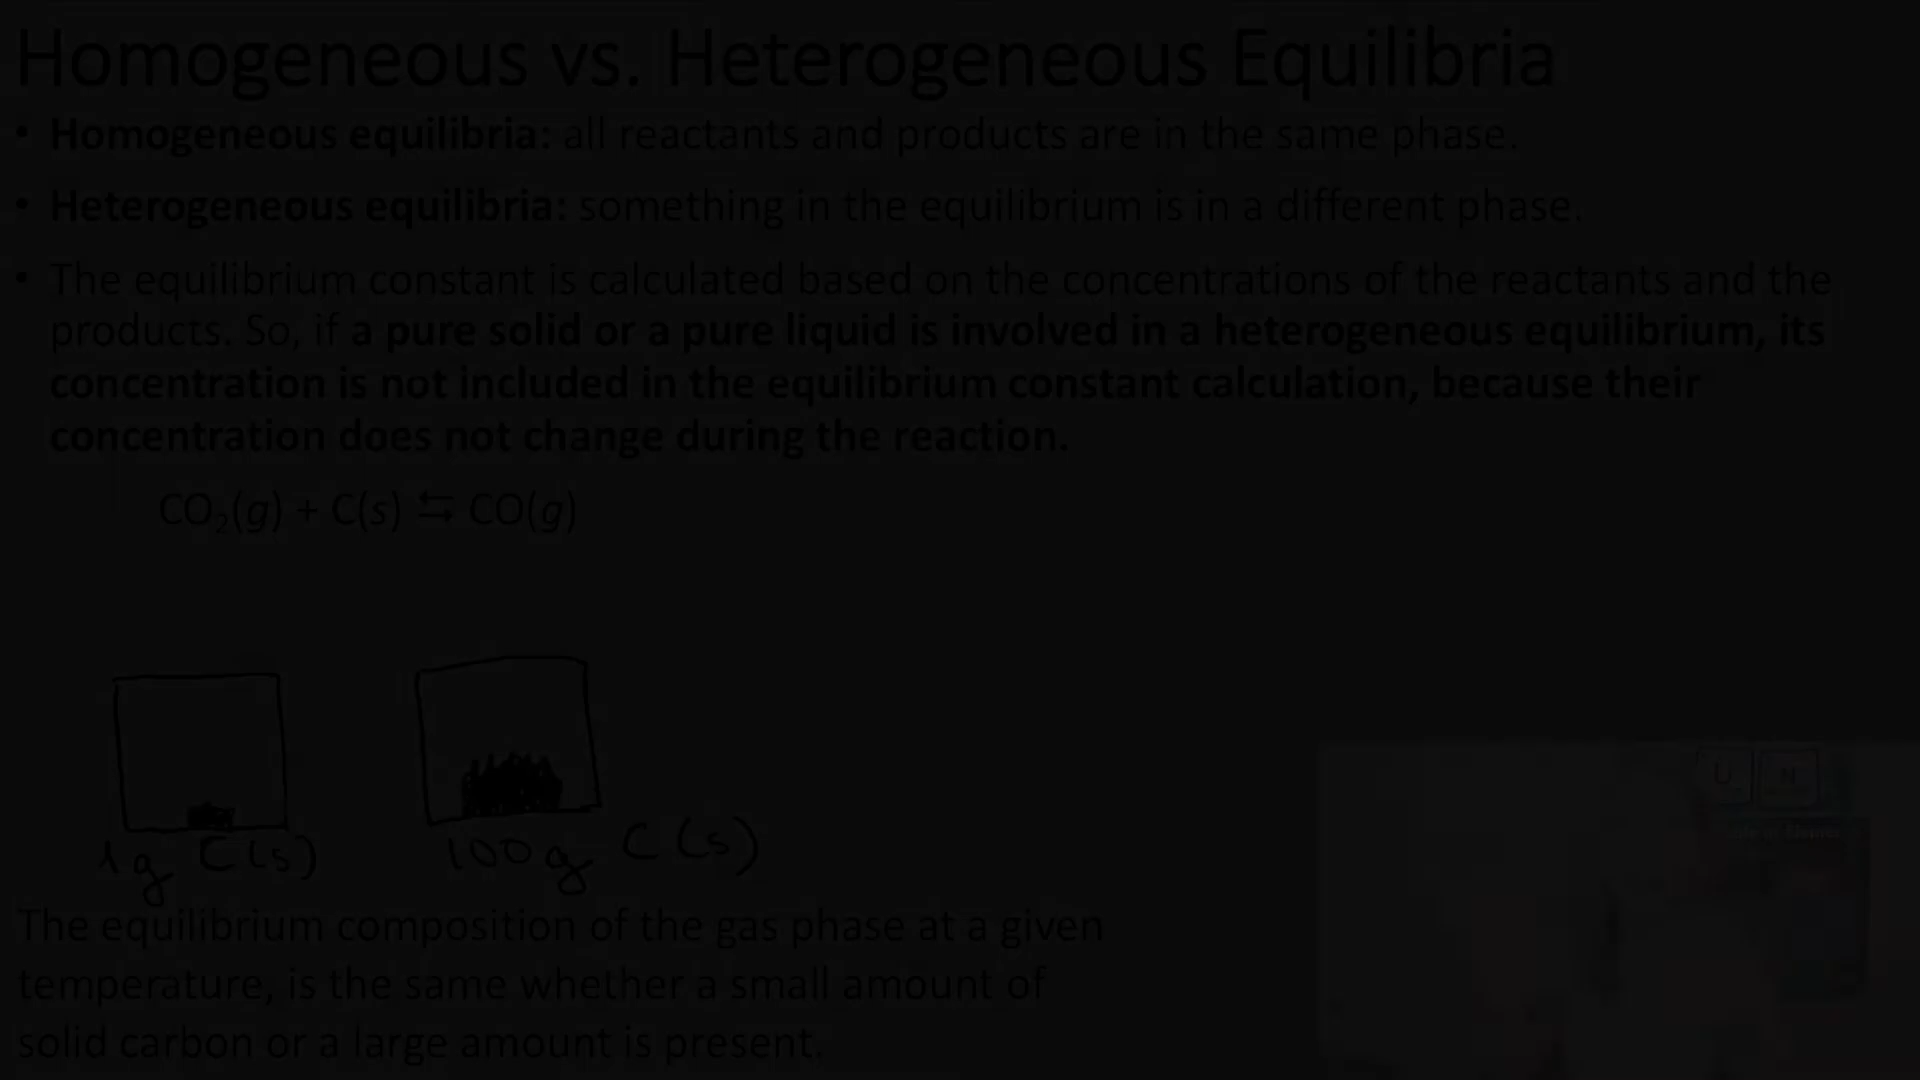 Homogeneous vs. Heterogeneous Equilibria
• Homogeneous equilibria: all reactants and products are in the same phase.
• Heterogeneous equilibria: something in the equilibrium is in a different phase.
• The equilibrium constant is calculated based on the concentrations of the reactants and the
products. So, if a pure solid or a pure liquid is involved in a heterogeneous equilibrium, its
concentration is not included in the equilibrium constant calculation, because their
concentration does not change during the reaction.
CO₂(g) + C(s) ⇆ CO(g)
1g C(s)
100g C(s)
The equilibrium composition of the gas phase at a given
temperature, is the same whether a small amount of
solid carbon or a large amount is present.
U N